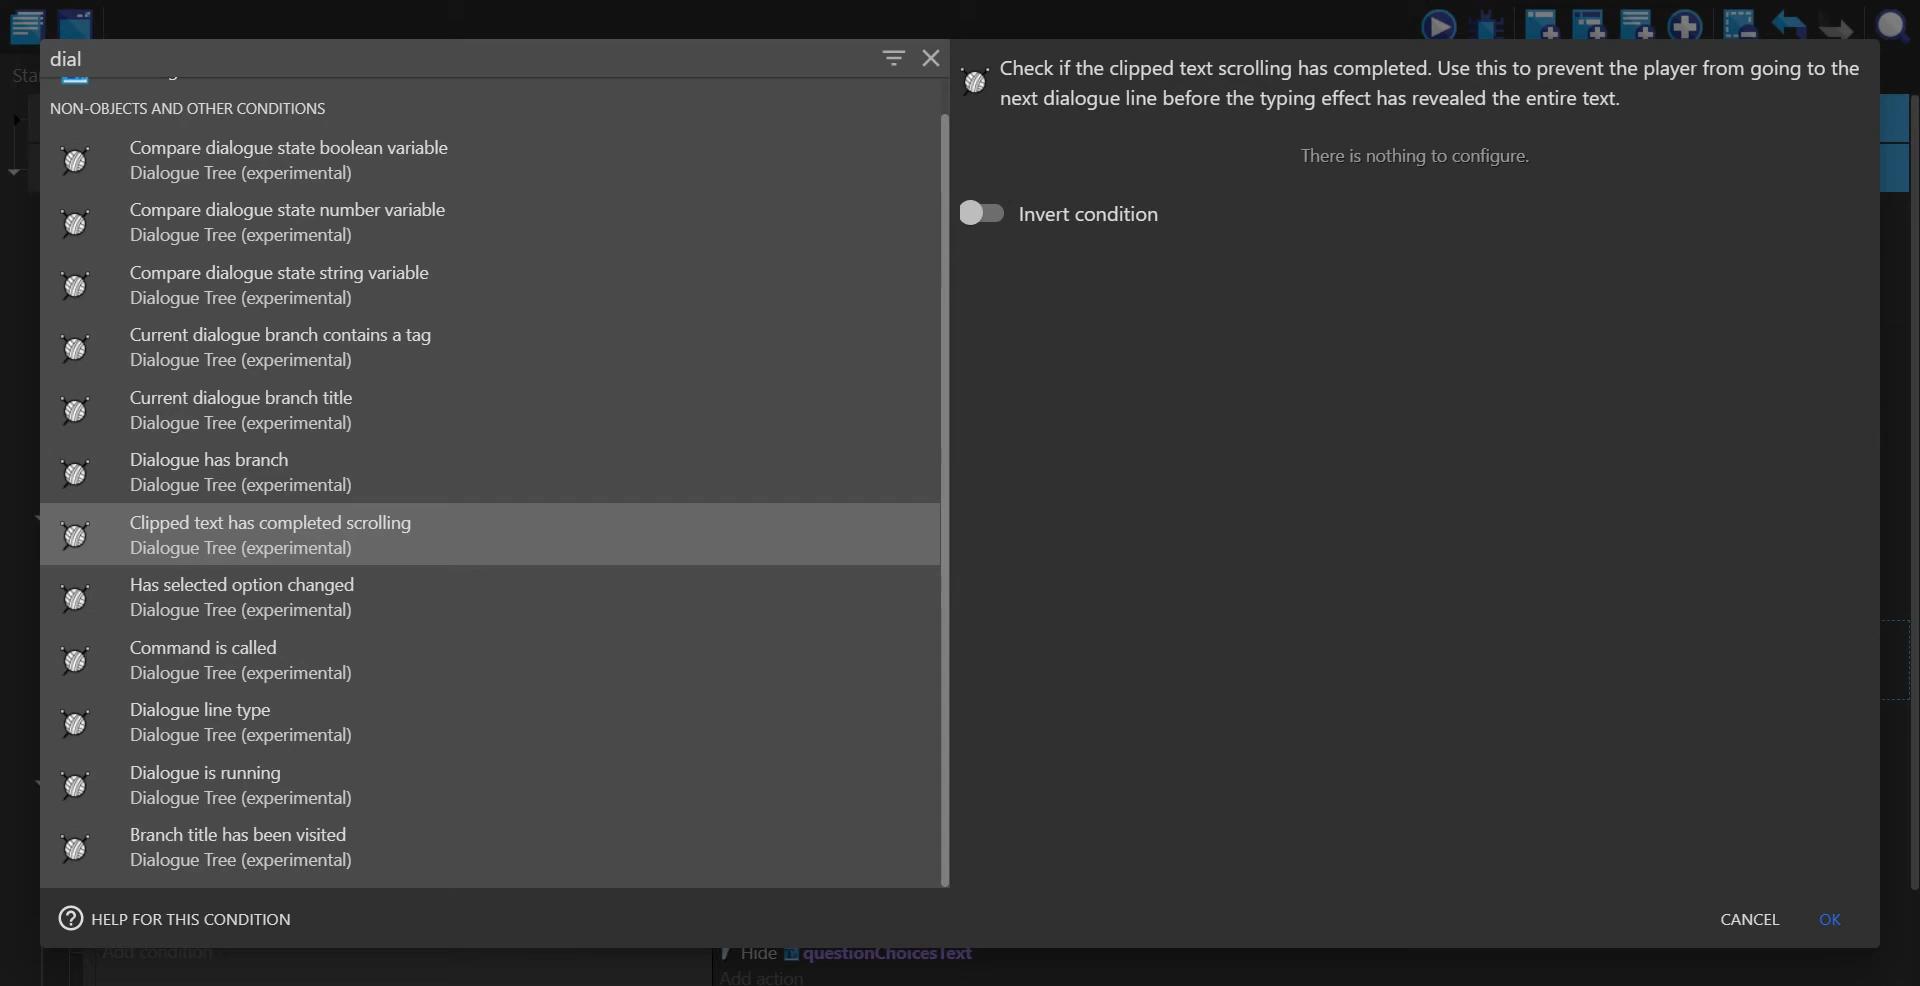 dial
Sta
NON-OBJECTS AND OTHER CONDITIONS
Compare dialogue state boolean variable
Dialogue Tree (experimental)
Compare dialogue state number variable
Dialogue Tree (experimental)
Compare dialogue state string variable
Dialogue Tree (experimental)
Current dialogue branch contains a tag
Dialogue Tree (experimental)
Current dialogue branch title
Dialogue Tree (experimental)
Dialogue has branch
Dialogue Tree (experimental)
Clipped text has completed scrolling
Dialogue Tree (experimental)
Has selected option changed
Dialogue Tree (experimental)
Command is called
Dialogue Tree (experimental)
Dialogue line type
Dialogue Tree (experimental)
Dialogue is running
Dialogue Tree (experimental)
Branch title has been visited
Dialogue Tree (experimental)
HELP FOR THIS CONDITION
Check if the clipped text scrolling has completed. Use this to prevent the player from going to the
next dialogue line before the typing effect has revealed the entire text.
There is nothing to configure.
Invert condition
CANCEL
OK
Add condition
Hide questionChoicesText
Add action